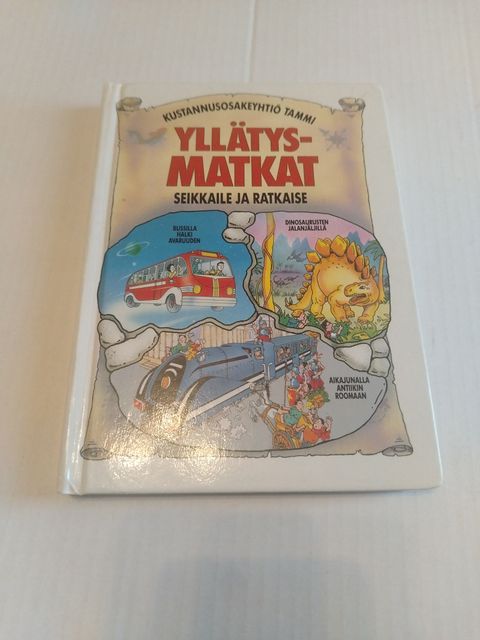 KUSTANNUSOSAKEYHTIÖ TAMMI
YLLÄTYS-
MATKAT
SEIKKAILE JA RATKAISE
BUSSILLA
HALKI
AVARUUDEN
DINOSAURUSTEN
JALANJÄLJILLÄ
AIKAJUNALLA
ANTIIKIN
ROOMAAN